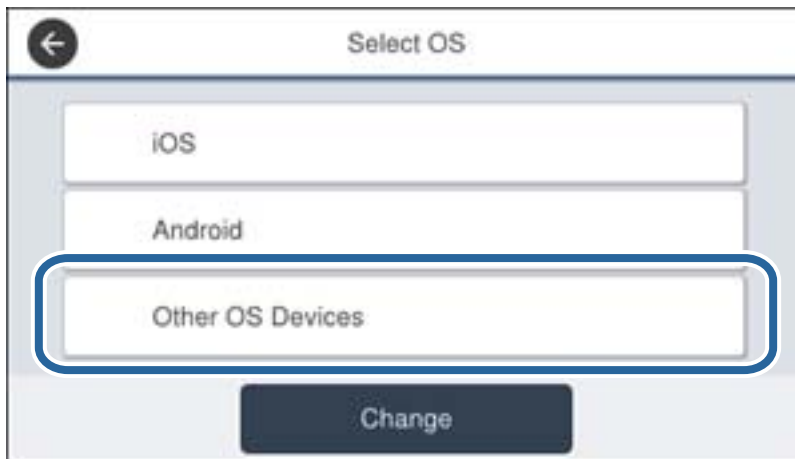 Select OS
iOS
Android
Other OS Devices
Change